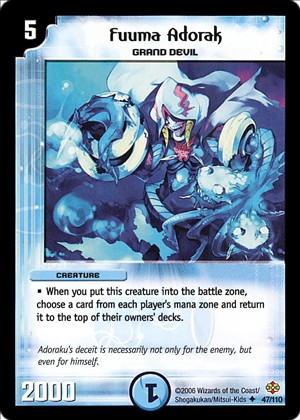 5
Fuuma Adorak
GRAND DEVIL
CREATURE
▪ When you put this creature into the battle zone,
choose a card from each player's mana zone and return
it to the top of their owners' decks.
Adoraku's deceit is necessarily not only for the enemy, but
even for himself.
2000
©2006 Wizards of the Coast/
Shogakukan/Mitsui-Kids ♦ 47/110